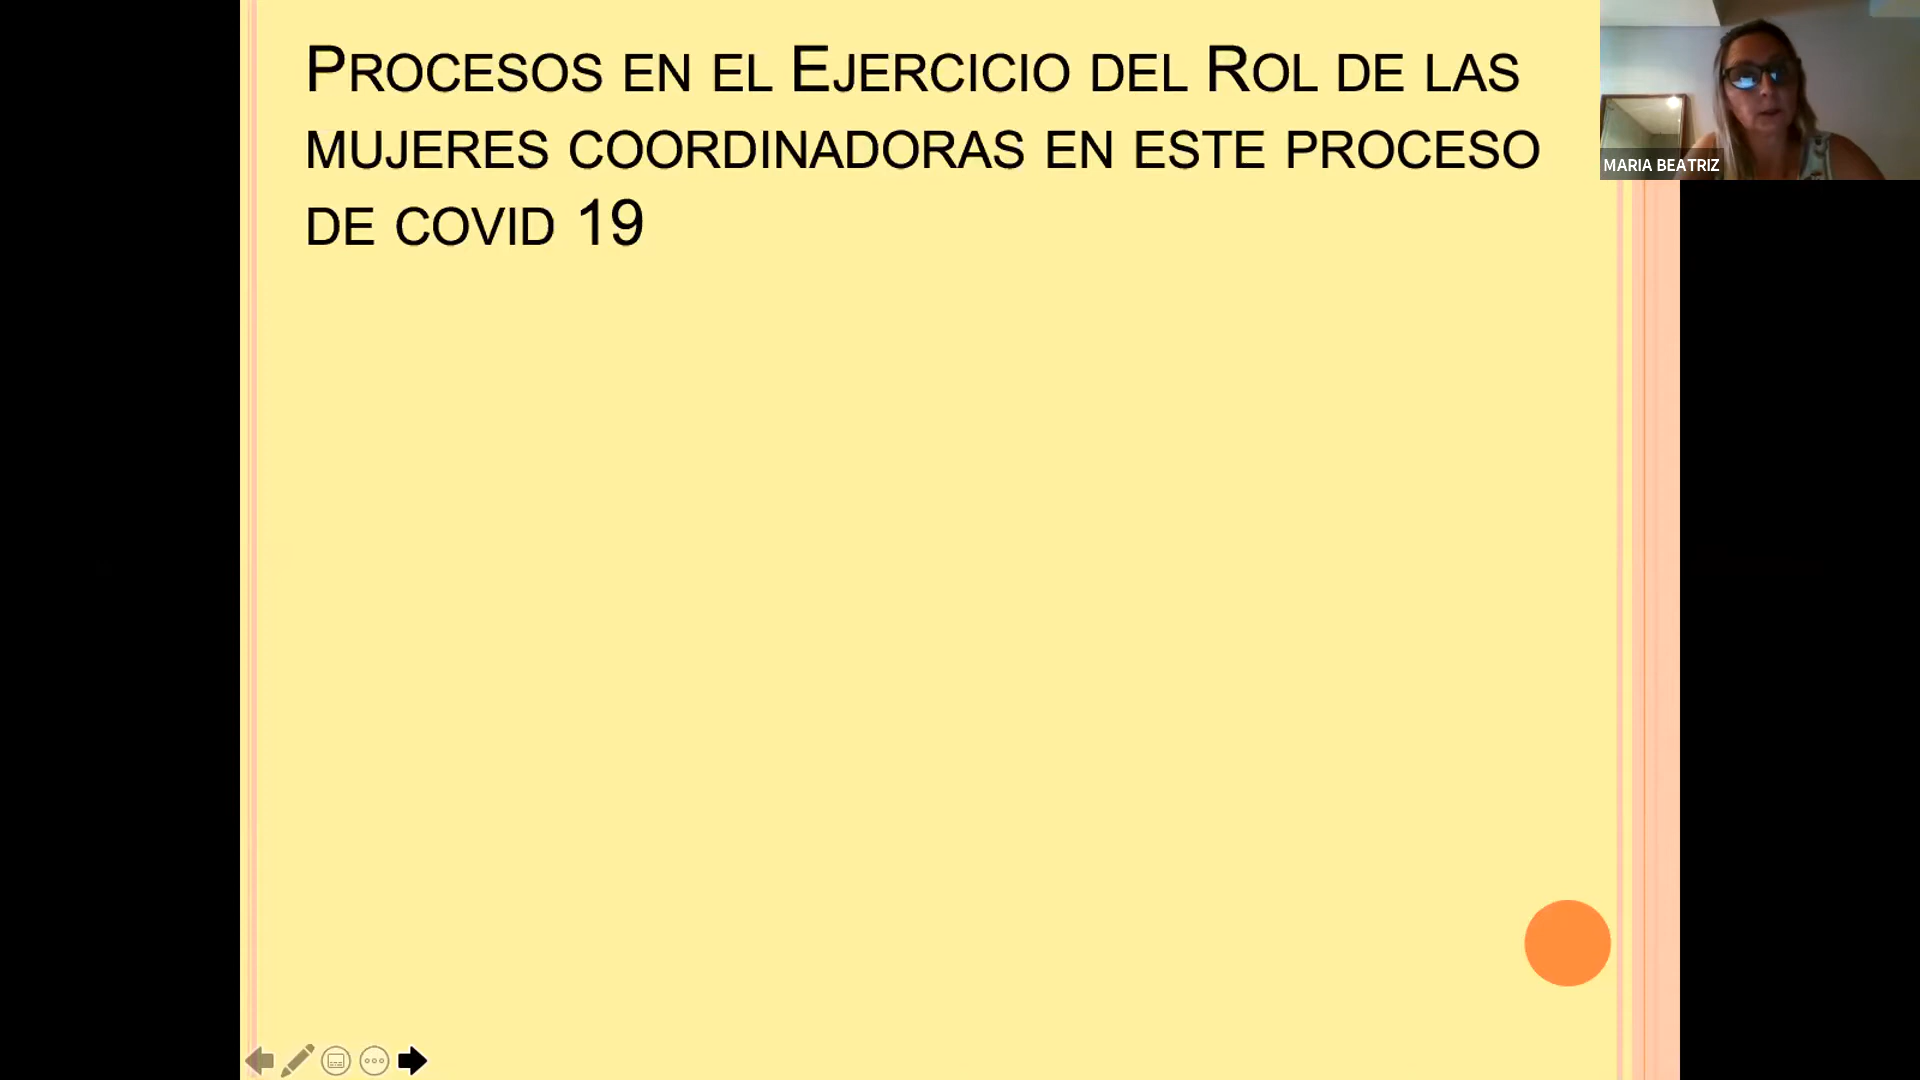 Procesos en el Ejercicio del Rol de las
mujeres coordinadoras en este proceso
de covid 19
MARIA BEATRIZ